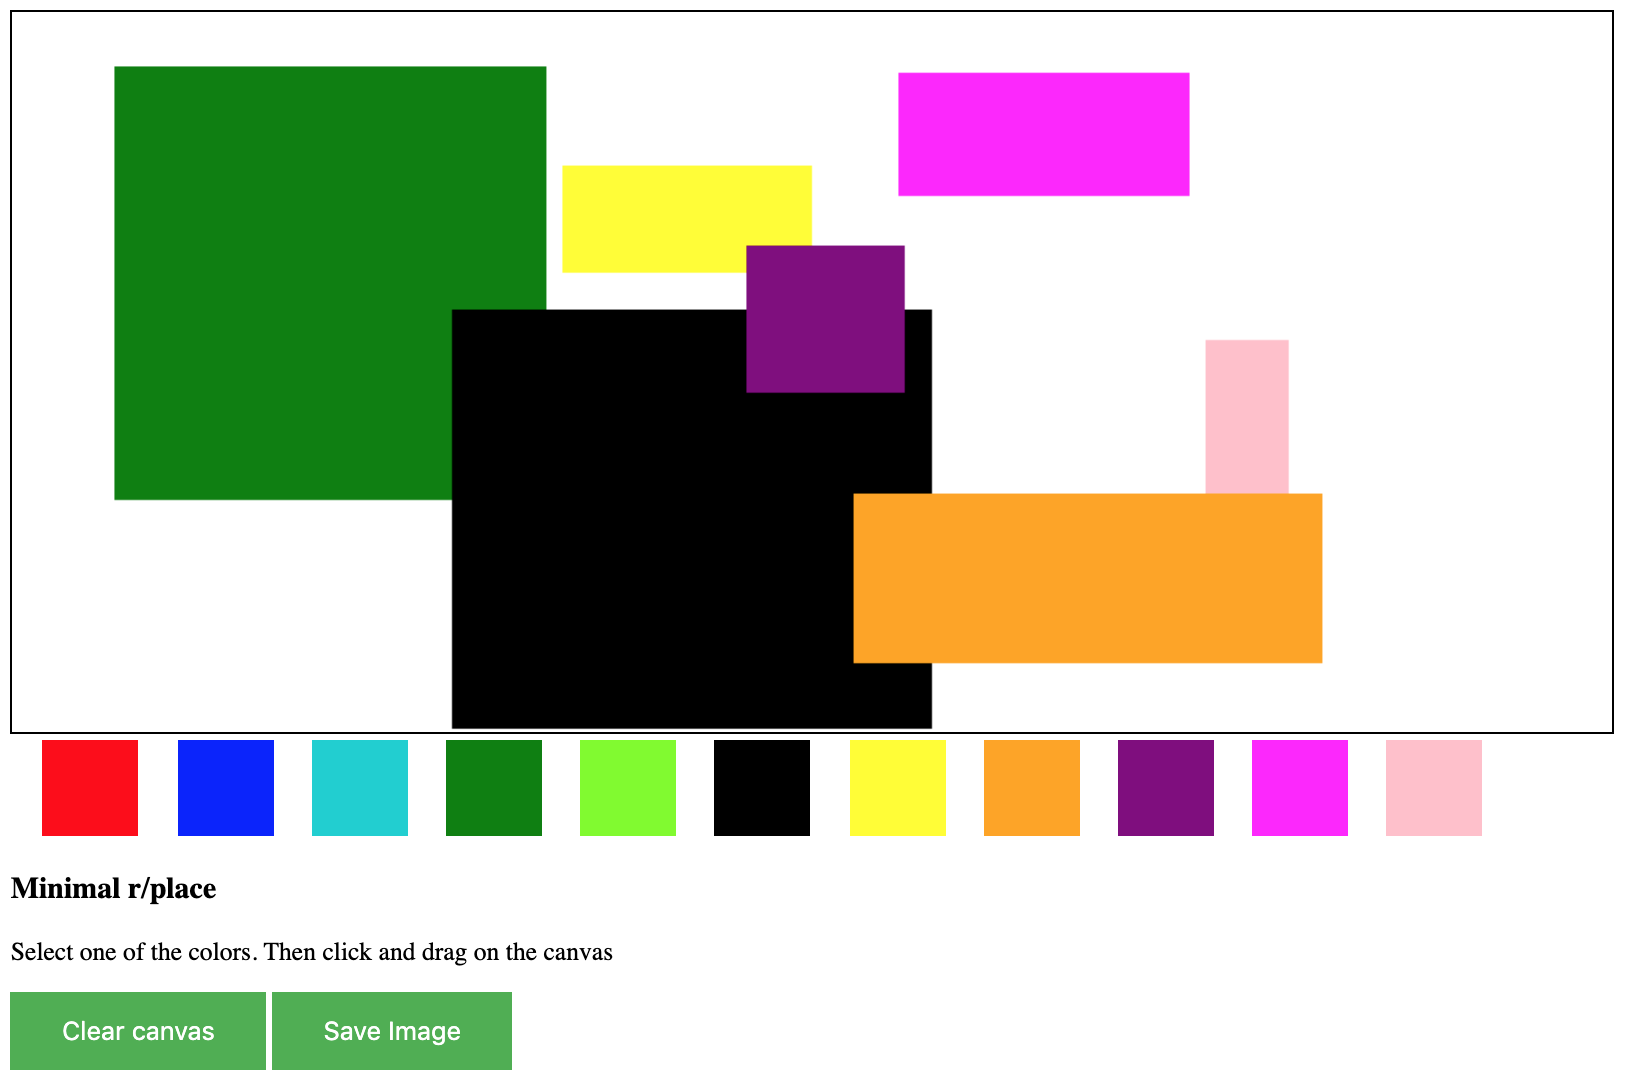 Minimal r/place
Select one of the colors. Then click and drag on the canvas
Clear canvas
Save Image